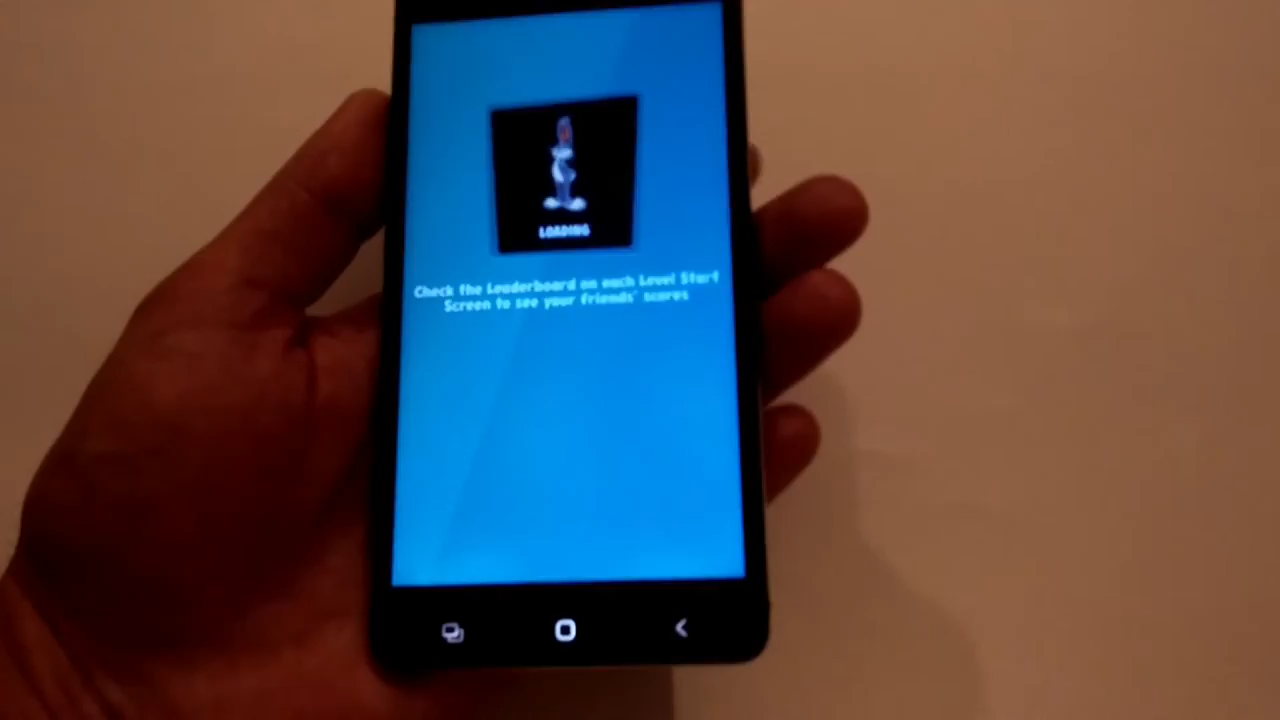 LOADING
Check the Leaderboard on each Level Start
Screen to see your friends' scores